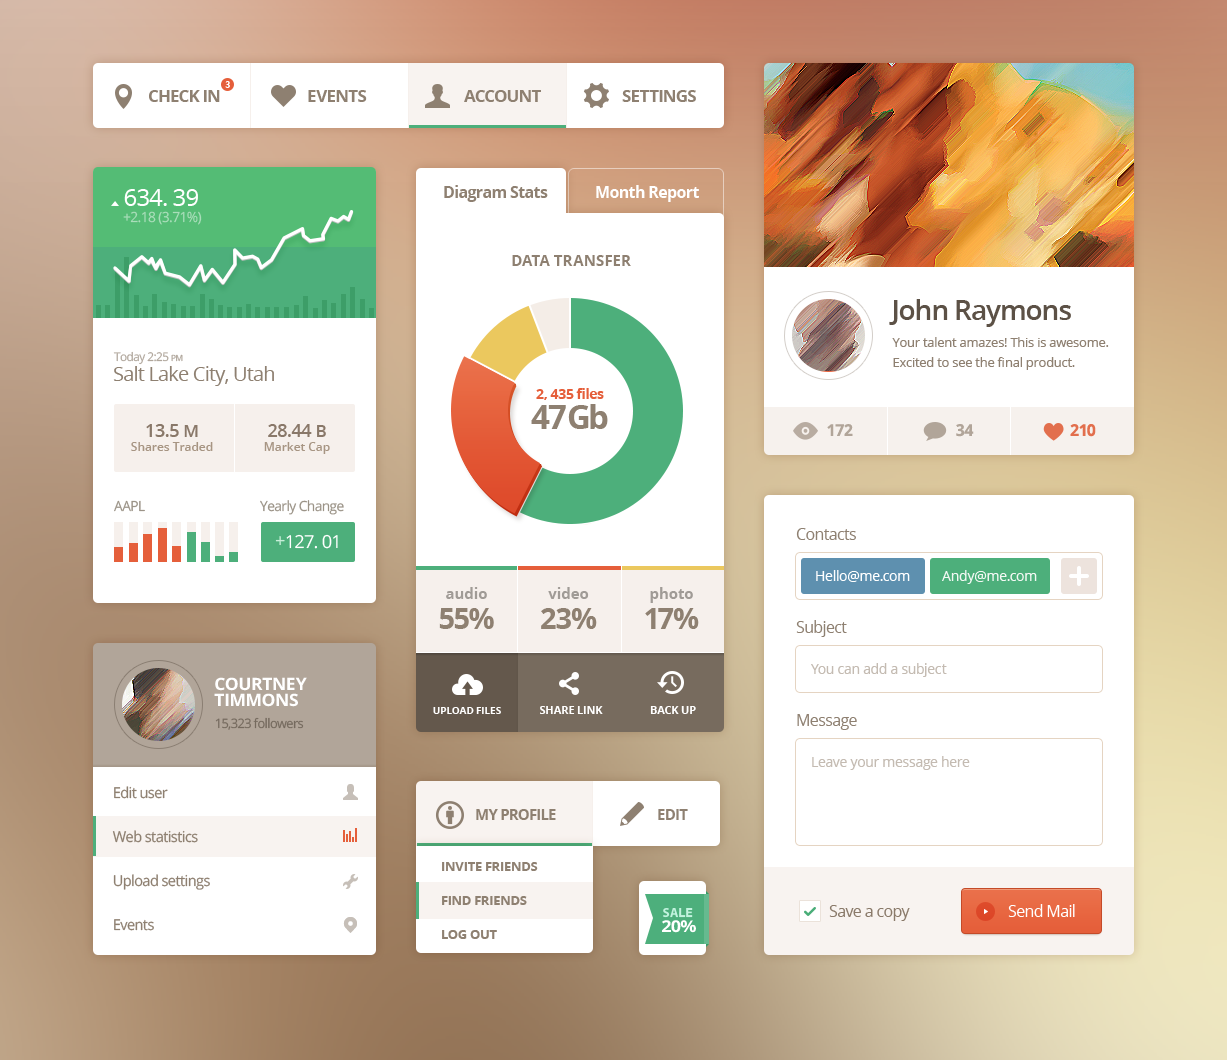 CHECK IN
3
EVENTS
ACCOUNT
SETTINGS
634. 39
+2.18 (3.71%)
Today 2:25 PM
Salt Lake City, Utah
13.5 M
Shares Traded
28.44 B
Market Cap
AAPL
Yearly Change
+127. 01
COURTNEY
TIMMONS
15,323 followers
Edit user
Web statistics
Upload settings
Events
Diagram Stats
Month Report
DATA TRANSFER
2, 435 files
47Gb
audio
55%
video
23%
photo
17%
UPLOAD FILES
SHARE LINK
BACK UP
MY PROFILE
EDIT
INVITE FRIENDS
FIND FRIENDS
LOG OUT
SALE
20%
John Raymons
Your talent amazes! This is awesome.
Excited to see the final product.
172
34
210
Contacts
Hello@me.com
Andy@me.com
Subject
You can add a subject
Message
Leave your message here
Save a copy
Send Mail